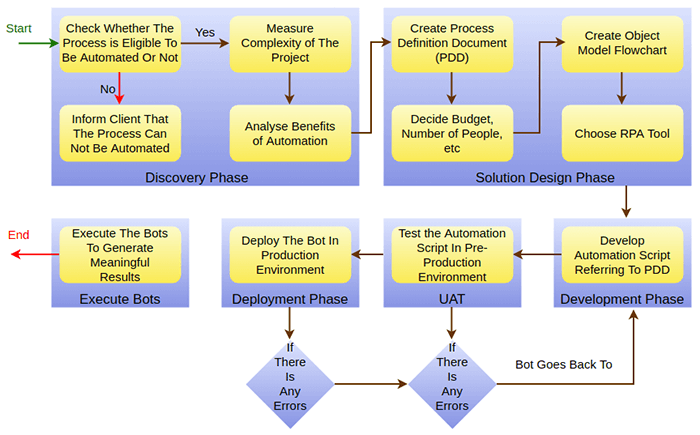 Start
Check Whether The
Process is Eligible To
Be Automated Or Not
Yes
Measure
Complexity of The
Project
No
Inform Client That
The Process Can
Not Be Automated
Analyse Benefits
of Automation
Discovery Phase
Create Process
Definition Document
(PDD)
Create Object
Model Flowchart
Decide Budget,
Number of People,
etc
Choose RPA Tool
Solution Design Phase
End
Execute The Bots
To Generate
Meaningful
Results
Execute Bots
Deploy The Bot In
Production
Environment
Deployment Phase
Test the Automation
Script In Pre-
Production
Environment
UAT
Develop
Automation Script
Referring To PDD
Development Phase
If
There
Is
Any
Errors
If
There
Is
Any
Errors
Bot Goes Back To